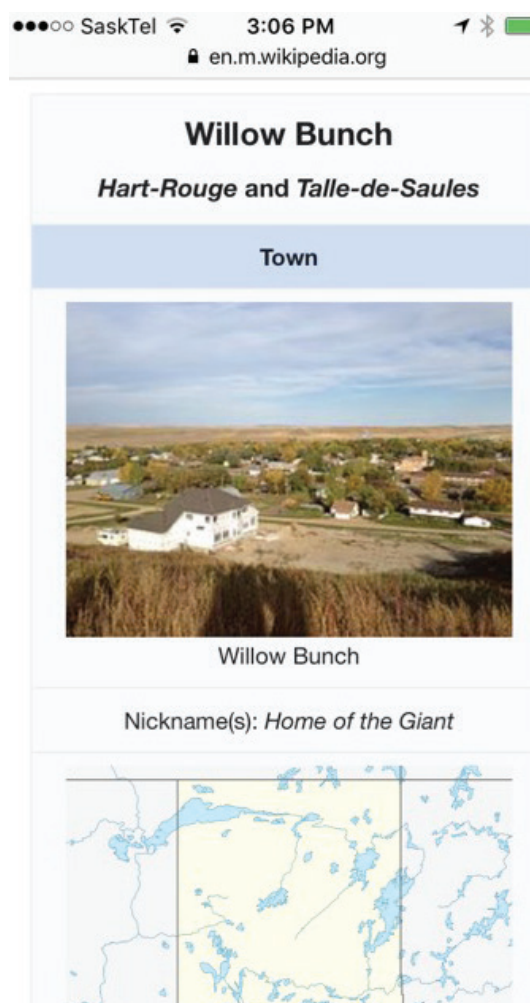 SaskTel 3:06 PM
en.m.wikipedia.org
Willow Bunch
Hart-Rouge and Talle-de-Saules
Town
Willow Bunch
Nickname(s): Home of the Giant